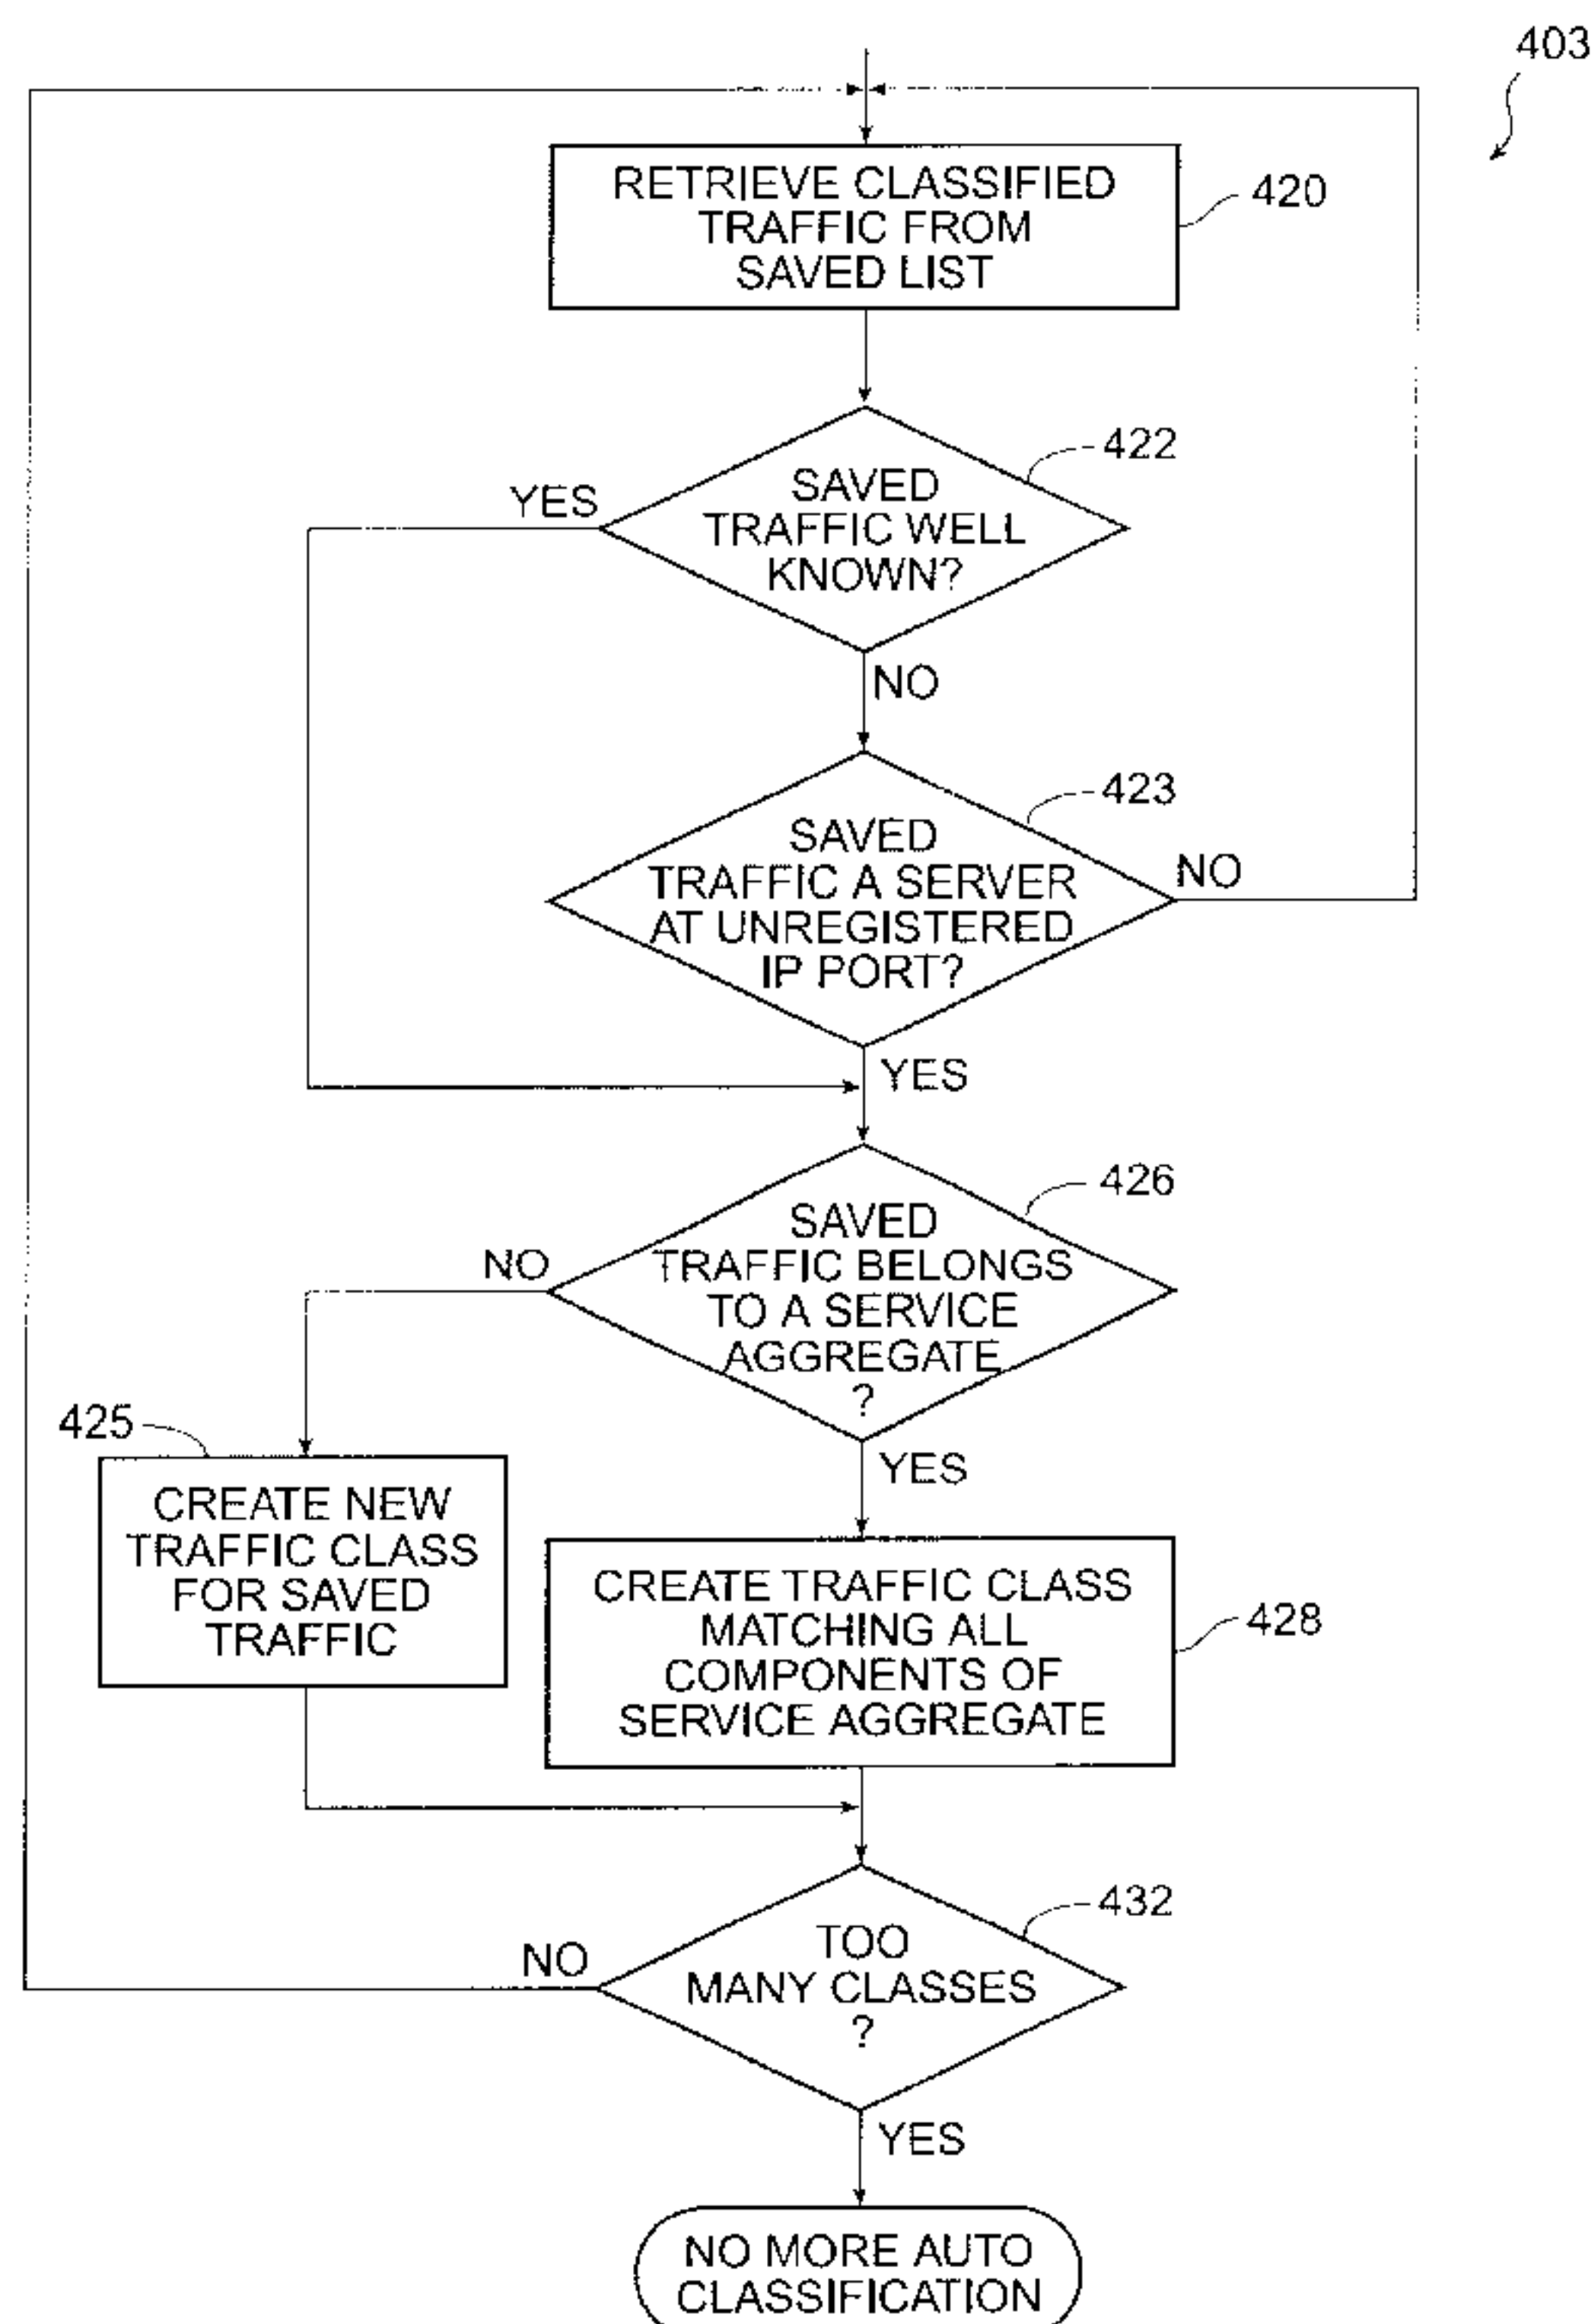 403
RETRIEVE CLASSIFIED
TRAFFIC FROM
SAVED LIST
420
422
YES
SAVED
TRAFFIC WELL
KNOWN?
NO
423
SAVED
TRAFFIC A SERVER
AT UNREGISTERED
IP PORT?
NO
YES
426
SAVED
TRAFFIC BELONGS
TO A SERVICE
AGGREGATE
?
NO
YES
425
CREATE NEW
TRAFFIC CLASS
FOR SAVED
TRAFFIC
CREATE TRAFFIC CLASS
MATCHING ALL
COMPONENTS OF
SERVICE AGGREGATE
428
432
TOO
MANY CLASSES
?
NO
YES
NO MORE AUTO
CLASSIFICATION